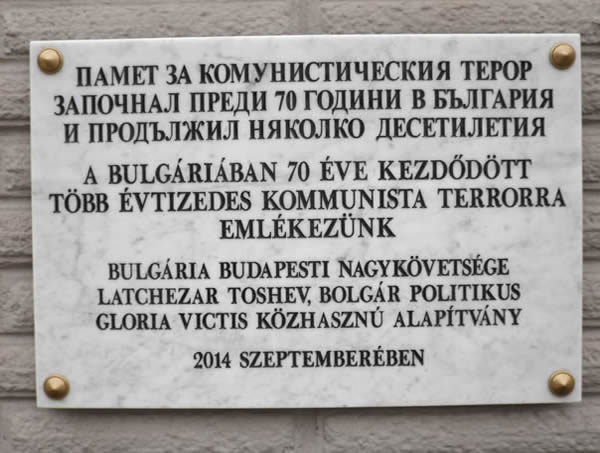 ПАМЕТ ЗА КОМУНИСТИЧЕСКИЯ ТЕРОР
ЗАПОЧНАЛ ПРЕДИ 70 ГОДИНИ В БЪЛГАРИЯ
И ПРОДЪЛЖИЛ НЯКОЛКО ДЕСЕТИЛЕТИЯ
A BULGÁRIÁBAN 70 ÉVE KEZDŐDÖTT
TÖBB ÉVTIZEDES KOMMUNISTA TERRORRA
EMLÉKEZÜNK
BULGÁRIA BUDAPESTI NAGYKÖVETSÉGE
LATCHEZAR TOSHEV, BOLGÁR POLITIKUS
GLORIA VICTIS KÖZHASZNÚ ALAPÍTVÁNY
2014 SZEPTEMBERÉBEN